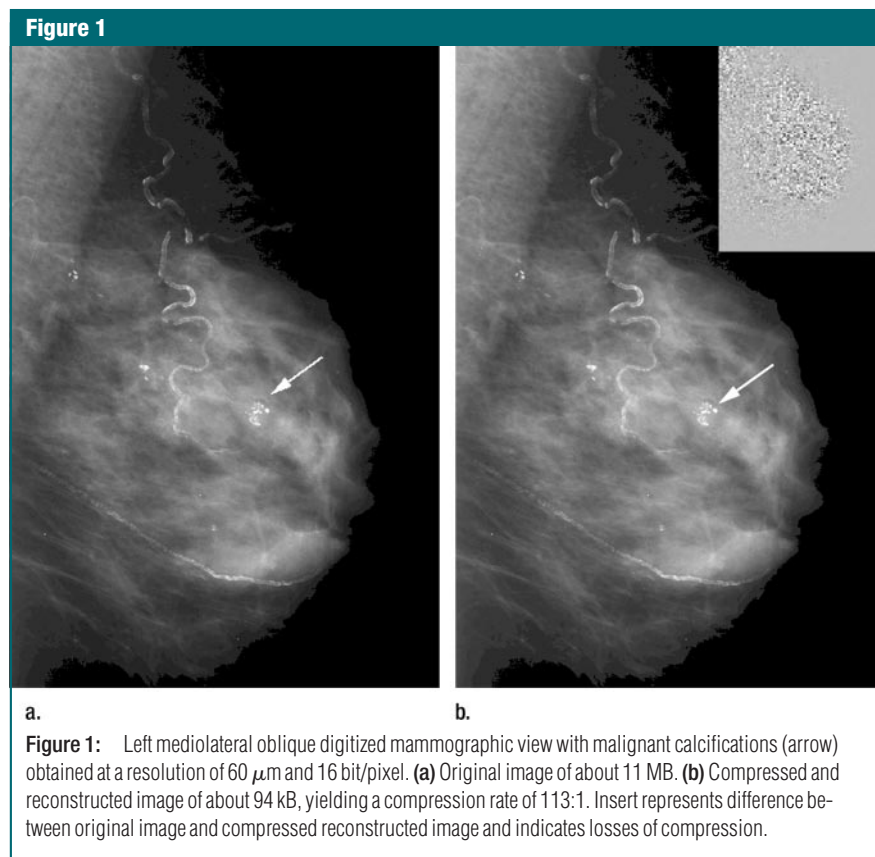 Figure 1
a.
b.
Figure 1: Left mediolateral oblique digitized mammographic view with malignant calcifications (arrow)
obtained at a resolution of 60 μm and 16 bit/pixel. (a) Original image of about 11 MB. (b) Compressed and
reconstructed image of about 94 kB, yielding a compression rate of 113:1. Insert represents difference be-
tween original image and compressed reconstructed image and indicates losses of compression.